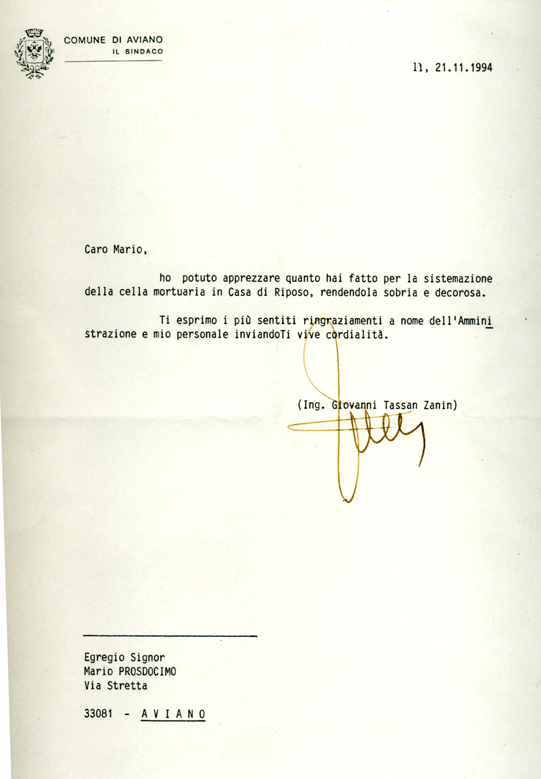 COMUNE DI AVIANO
IL SINDACO
lì, 21.11.1994
Caro Mario,
ho potuto apprezzare quanto hai fatto per la sistemazione
della cella mortuaria in Casa di Riposo, rendendola sobria e decorosa.
Ti esprimo i più sentiti ringraziamenti a nome dell'Ammini
strazione e mio personale inviandoTi vive cordialità.
(Ing. Giovanni Tassan Zanin)
Egregio Signor
Mario PROSDOCIMO
Via Stretta
33081 - A V I A N O